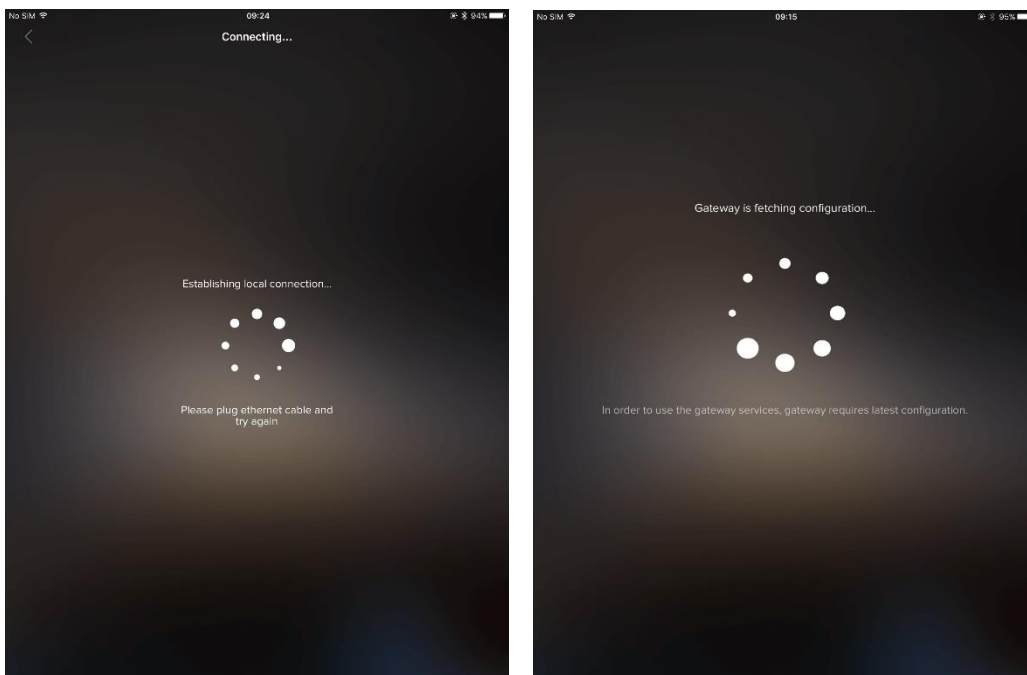 No SIM 09:24 94%
Connecting...
Establishing local connection...
Please plug ethernet cable and
try again
No SIM 09:15 95%
Gateway is fetching configuration...
In order to use the gateway services, gateway requires latest configuration.